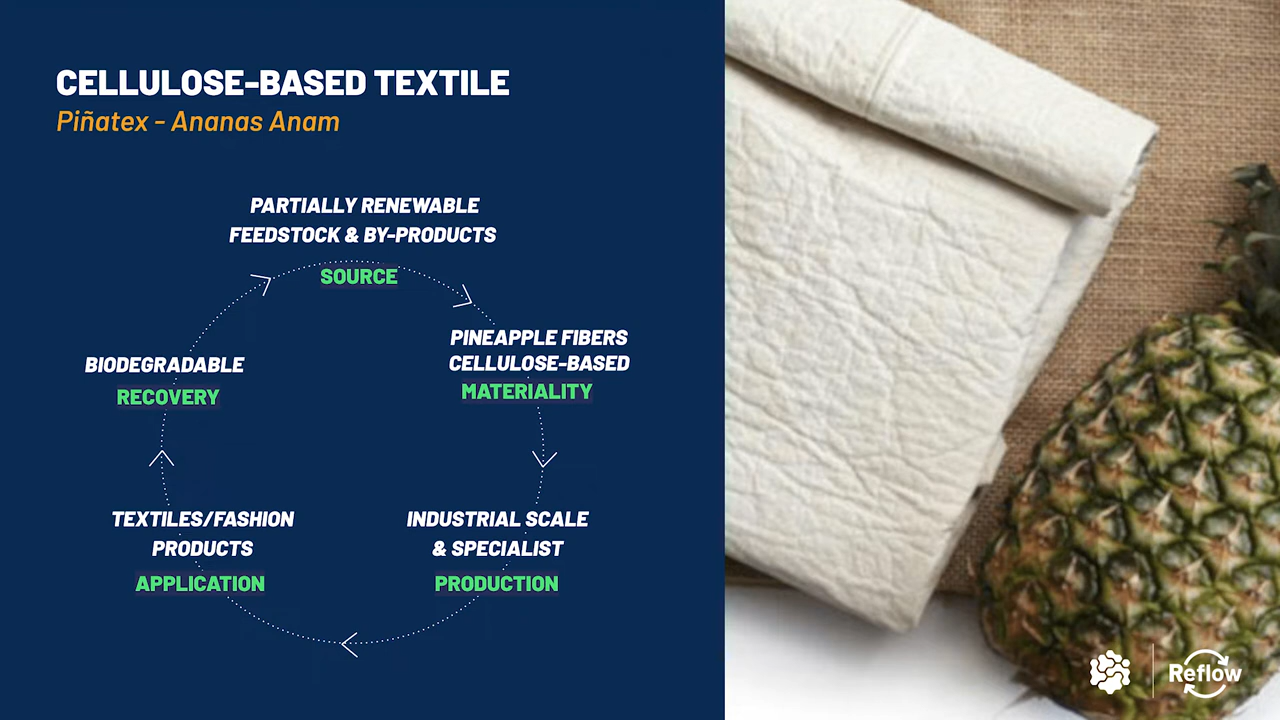 CELLULOSE-BASED TEXTILE
Piñatex - Ananas Anam
PARTIALLY RENEWABLE
FEEDSTOCK & BY-PRODUCTS
SOURCE
PINEAPPLE FIBERS
CELLULOSE-BASED
MATERIALITY
INDUSTRIAL SCALE
& SPECIALIST
PRODUCTION
TEXTILES/FASHION
PRODUCTS
APPLICATION
BIODEGRADABLE
RECOVERY
Reflow